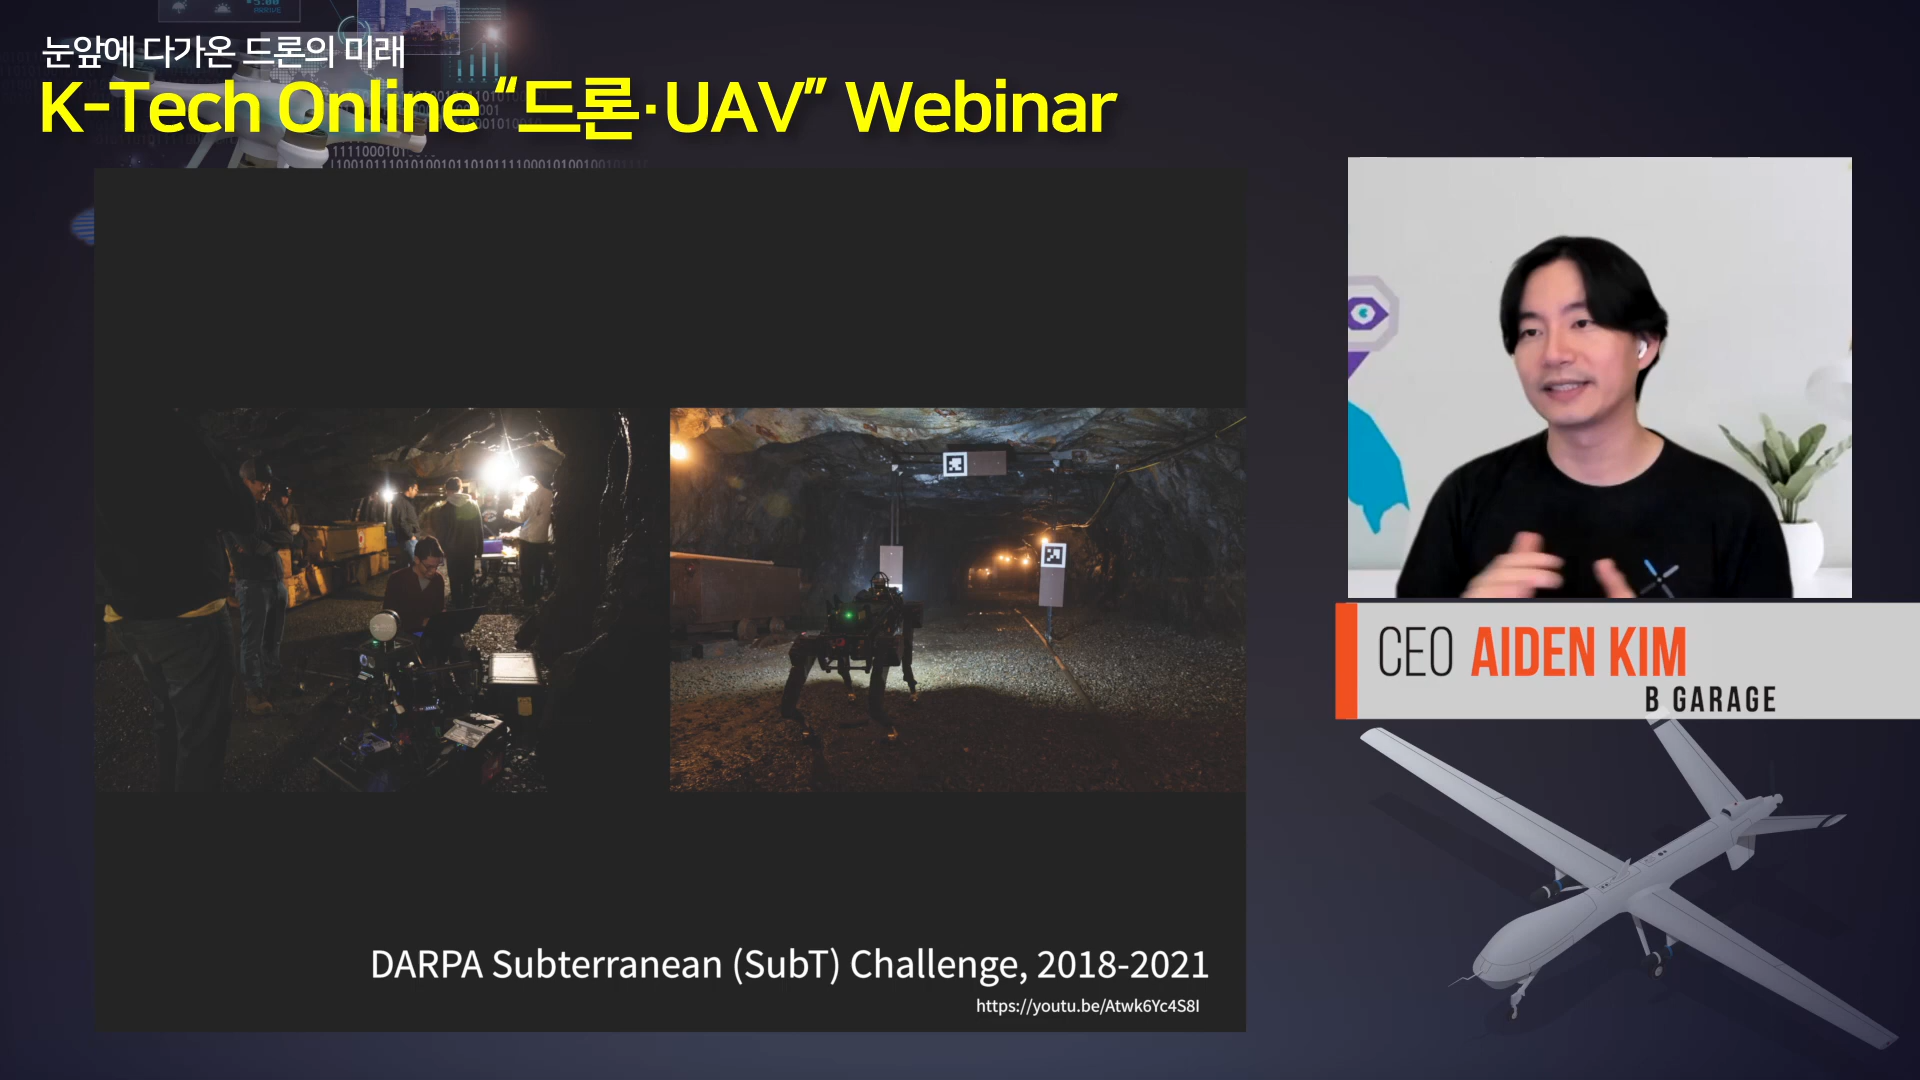 눈앞에 다가온 드론의 미래
K-Tech Online “드론·UAV” Webinar
CEO AIDEN KIM
B GARAGE
DARPA Subterranean (SubT) Challenge, 2018-2021
https://youtu.be/Atwk6Yc4S8I